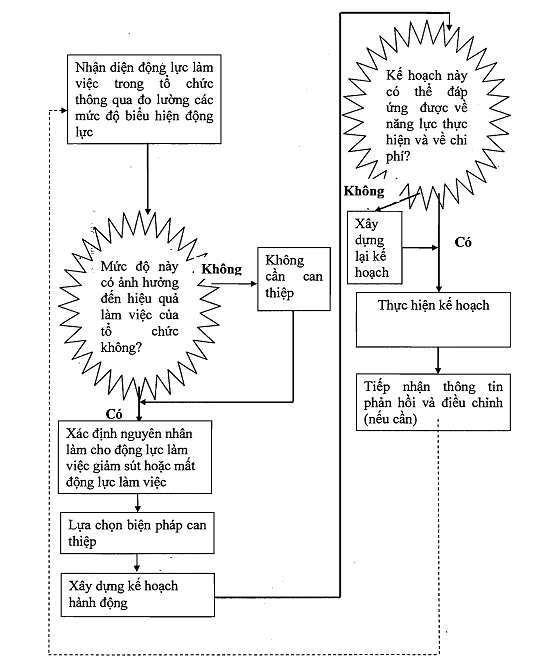 Nhận diện động lực làm
việc trong tổ chức
thông qua đo lường các
mức độ biểu hiện động
lực
Mức độ này
có ảnh hưởng
đến hiệu quả
làm việc của
tổ chức
không?
Không
Không
cần can
thiệp
Có
Xác định nguyên nhân
làm cho động lực làm
việc giảm sút hoặc mất
động lực làm việc
Lựa chọn biện pháp can
thiệp
Xây dựng kế hoạch
hành động
Kế hoạch này
có thể đáp
ứng được về
năng lực thực
hiện và về chi
phí?
Không
Xây
dựng
lại kế
hoạch
Có
Thực hiện kế hoạch
Tiếp nhận thông tin
phản hồi và điều chỉnh
(nếu cần)